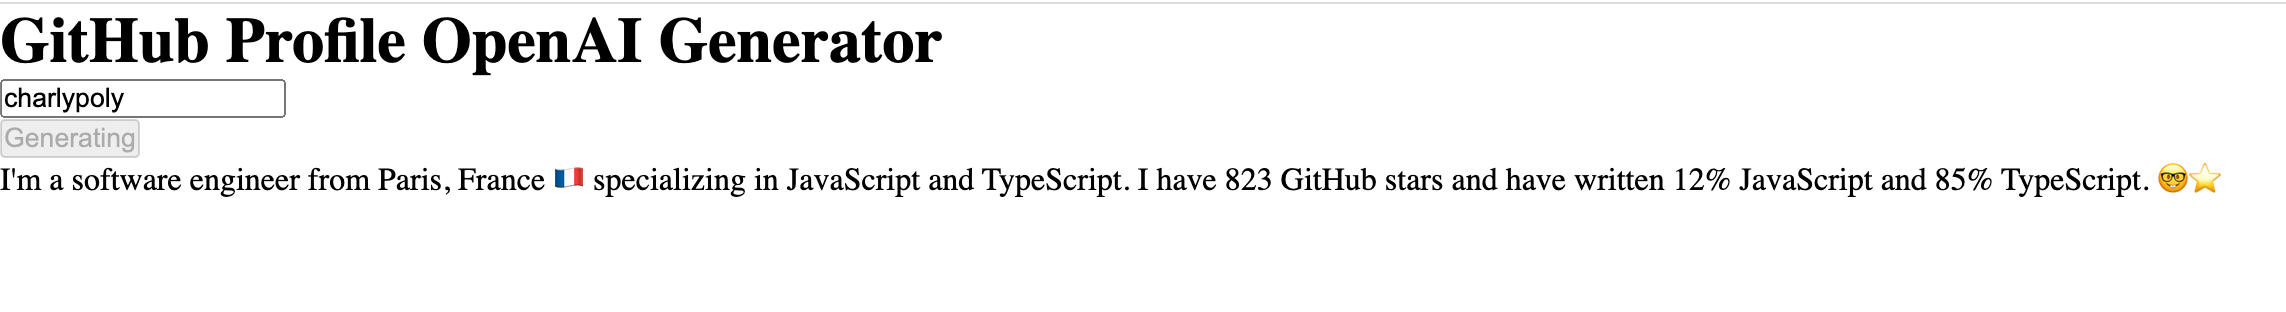 GitHub Profile OpenAI Generator
charlypoly
Generating
I'm a software engineer from Paris, France 🇫🇷 specializing in JavaScript and TypeScript. I have 823 GitHub stars and have written 12% JavaScript and 85% TypeScript. 🤓⭐